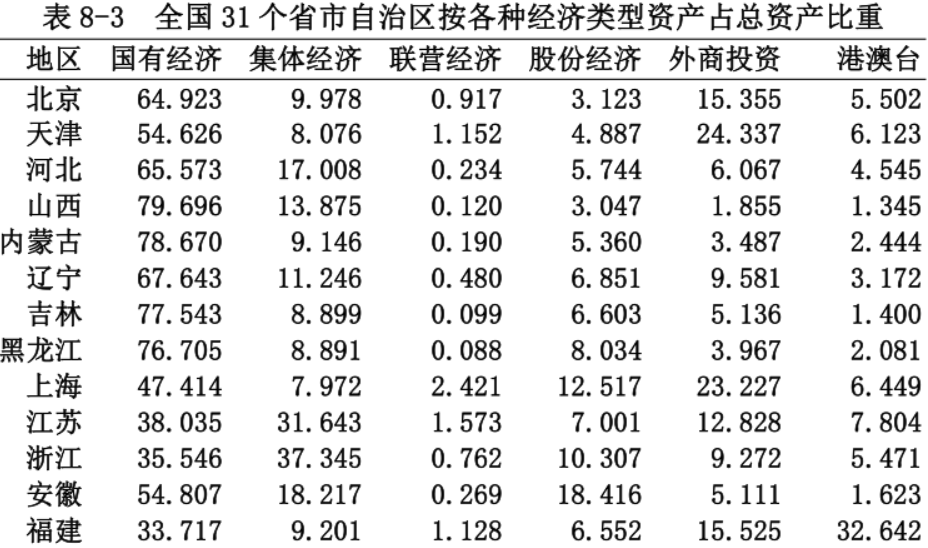 表 8-3 全国 31 个省市自治区按各种经济类型资产占总资产比重
地区 国有经济 集体经济 联营经济 股份经济 外商投资 港澳台
北京 64.923 9.978 0.917 3.123 15.355 5.502
天津 54.626 8.076 1.152 4.887 24.337 6.123
河北 65.573 17.008 0.234 5.744 6.067 4.545
山西 79.696 13.875 0.120 3.047 1.855 1.345
内蒙古 78.670 9.146 0.190 5.360 3.487 2.444
辽宁 67.643 11.246 0.480 6.851 9.581 3.172
吉林 77.543 8.899 0.099 6.603 5.136 1.400
黑龙江 76.705 8.891 0.088 8.034 3.967 2.081
上海 47.414 7.972 2.421 12.517 23.227 6.449
江苏 38.035 31.643 1.573 7.001 12.828 7.804
浙江 35.546 37.345 0.762 10.307 9.272 5.471
安徽 54.807 18.217 0.269 18.416 5.111 1.623
福建 33.717 9.201 1.128 6.552 15.525 32.642